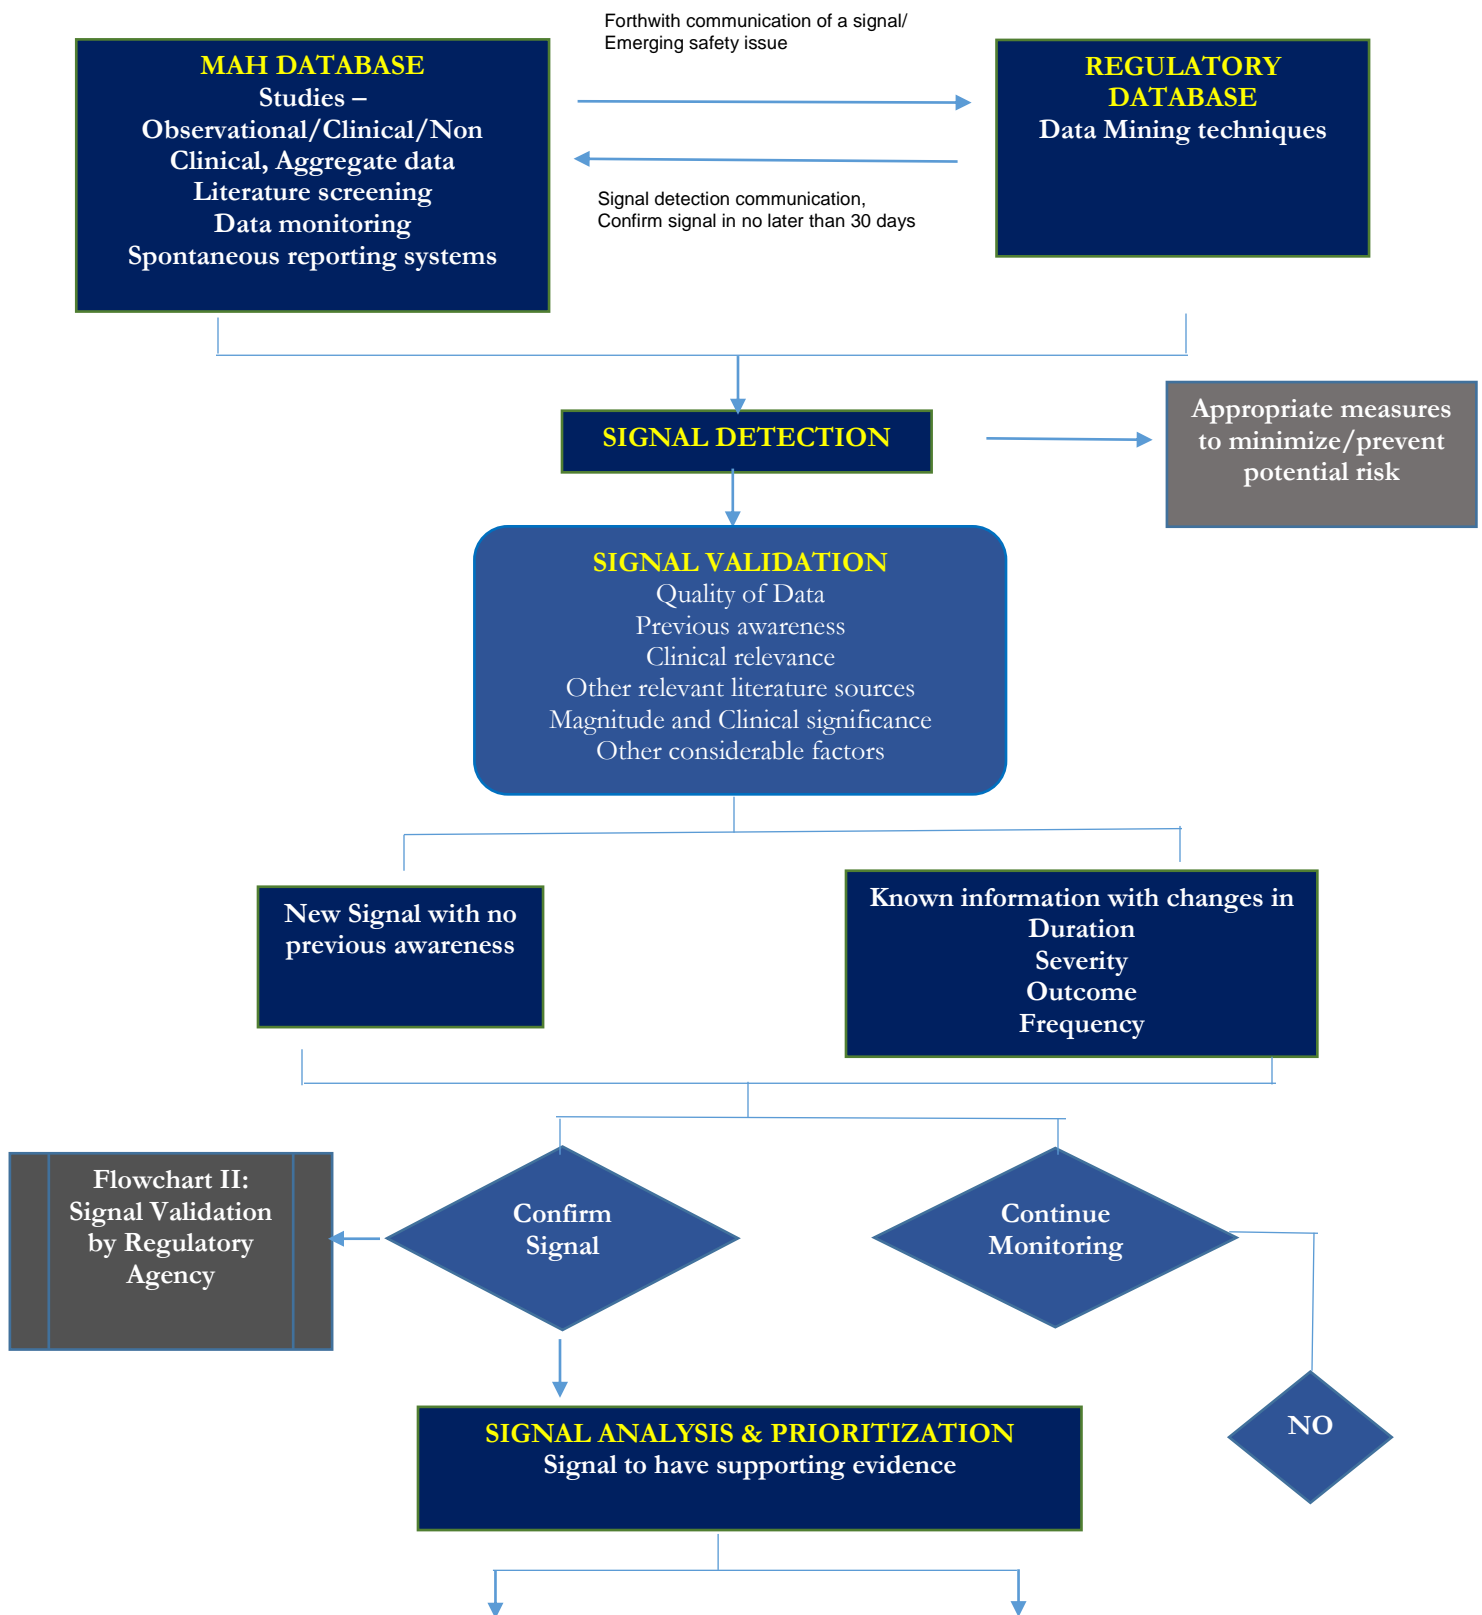 Forthwith communication of a signal/
Emerging safety issue
MAH DATABASE
Studies –
Observational/Clinical/Non
Clinical, Aggregate data
Literature screening
Data monitoring
Spontaneous reporting systems
REGULATORY
DATABASE
Data Mining techniques
Signal detection communication,
Confirm signal in no later than 30 days
SIGNAL DETECTION
Appropriate measures
to minimize/prevent
potential risk
SIGNAL VALIDATION
Quality of Data
Previous awareness
Clinical relevance
Other relevant literature sources
Magnitude and Clinical significance
Other considerable factors
New Signal with no
previous awareness
Known information with changes in
Duration
Severity
Outcome
Frequency
Flowchart II:
Signal Validation
by Regulatory
Agency
Confirm
Signal
Continue
Monitoring
NO
SIGNAL ANALYSIS & PRIORITIZATION
Signal to have supporting evidence